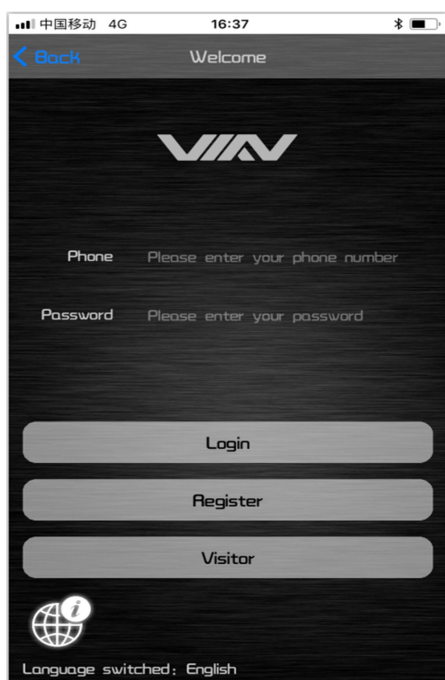 中国移动 4G 16:37
Back Welcome
VIAN
Phone Please enter your phone number
Password Please enter your password
Login
Register
Visitor
i
Language switched: English